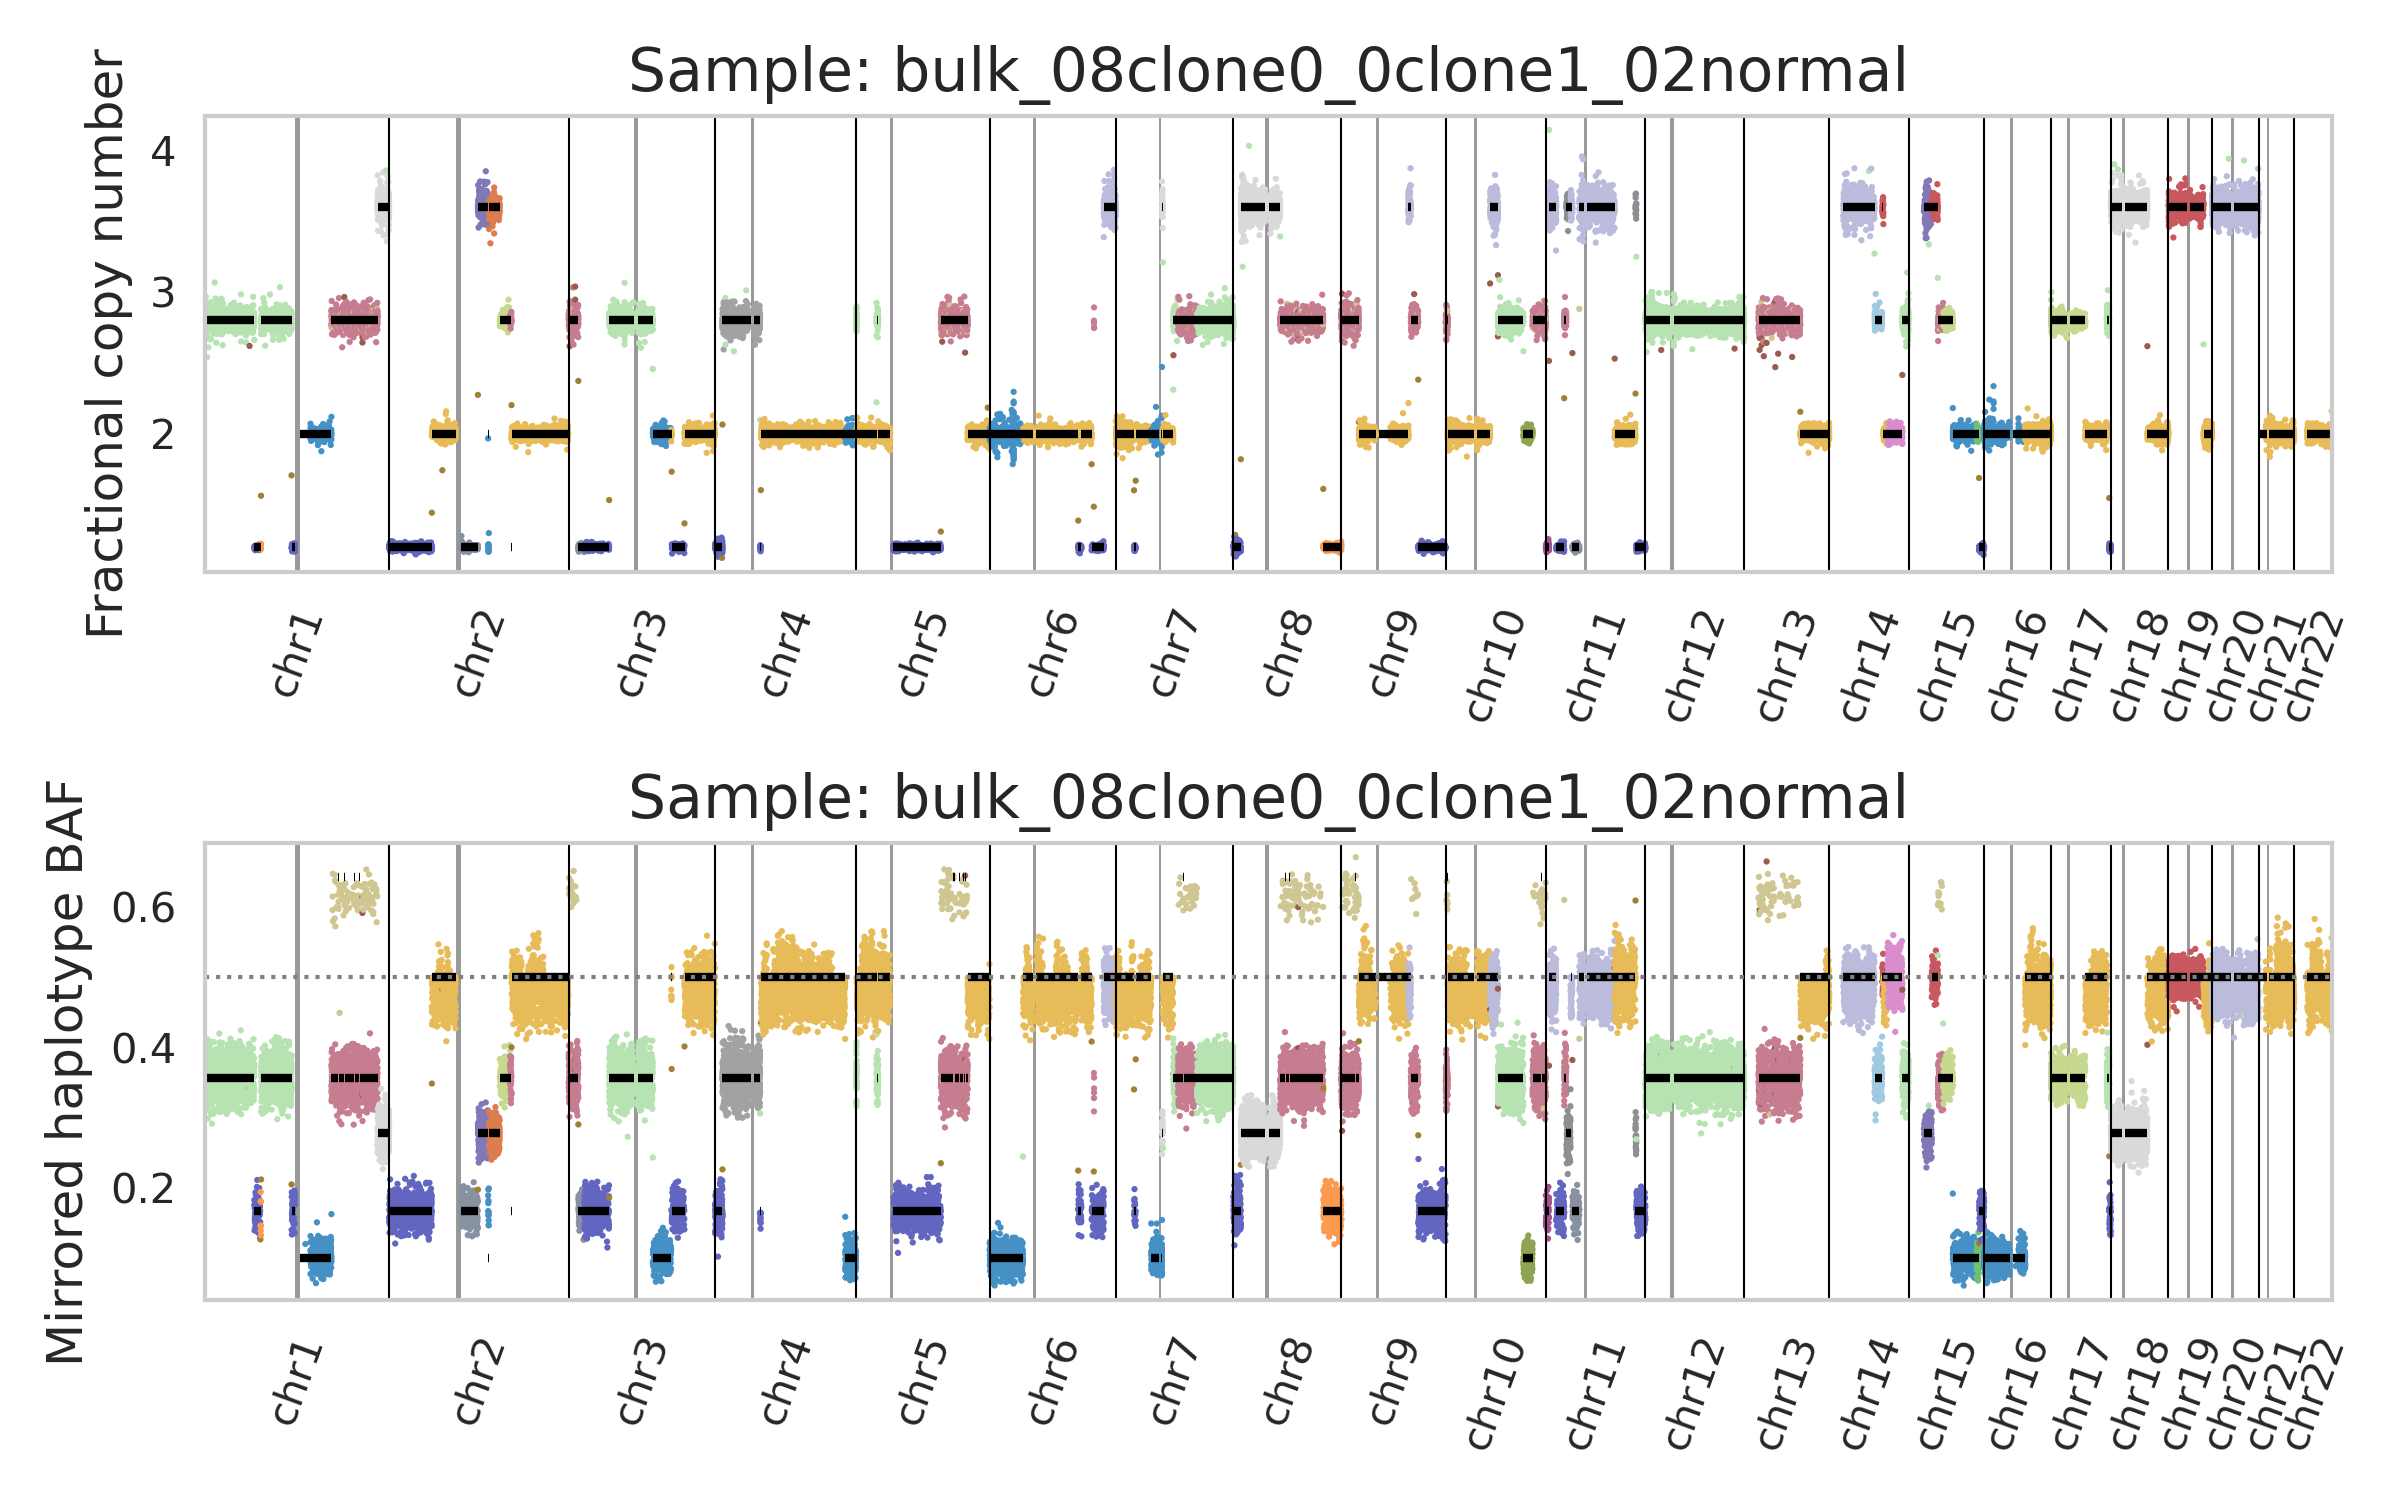 Sample: bulk_08clone0_0clone1_02normal
Fractional copy number
4
3
2
chr1
chr2
chr3
chr4
chr5
chr6
chr7
chr8
chr9
chr10
chr11
chr12
chr13
chr14
chr15
chr16
chr17
chr18
chr19
chr20
chr21
chr22
Sample: bulk_08clone0_0clone1_02normal
Mirrored haplotype BAF
0.6
0.4
0.2
chr1
chr2
chr3
chr4
chr5
chr6
chr7
chr8
chr9
chr10
chr11
chr12
chr13
chr14
chr15
chr16
chr17
chr18
chr19
chr20
chr21
chr22